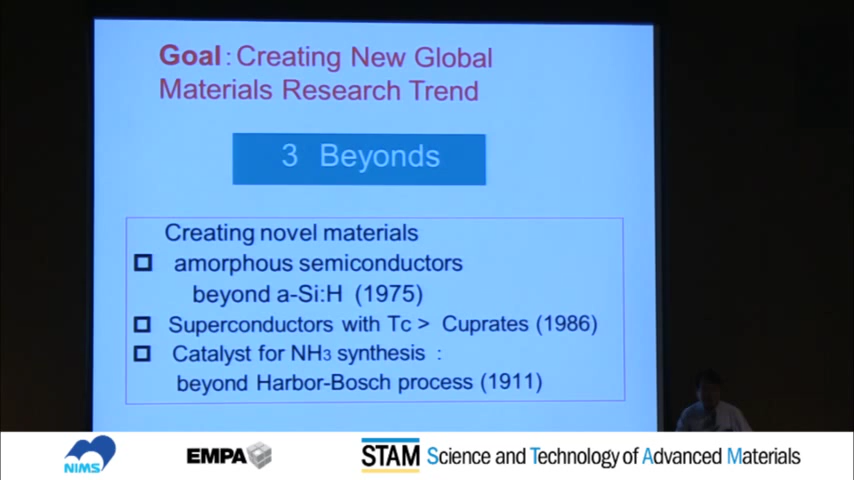 Goal : Creating New Global
Materials Research Trend
3 Beyonds
Creating novel materials
amorphous semiconductors
beyond a-Si:H (1975)
Superconductors with Tc > Cuprates (1986)
Catalyst for NH3 synthesis :
beyond Harbor-Bosch process (1911)
NIMS
EMPA
STAM Science and Technology of Advanced Materials